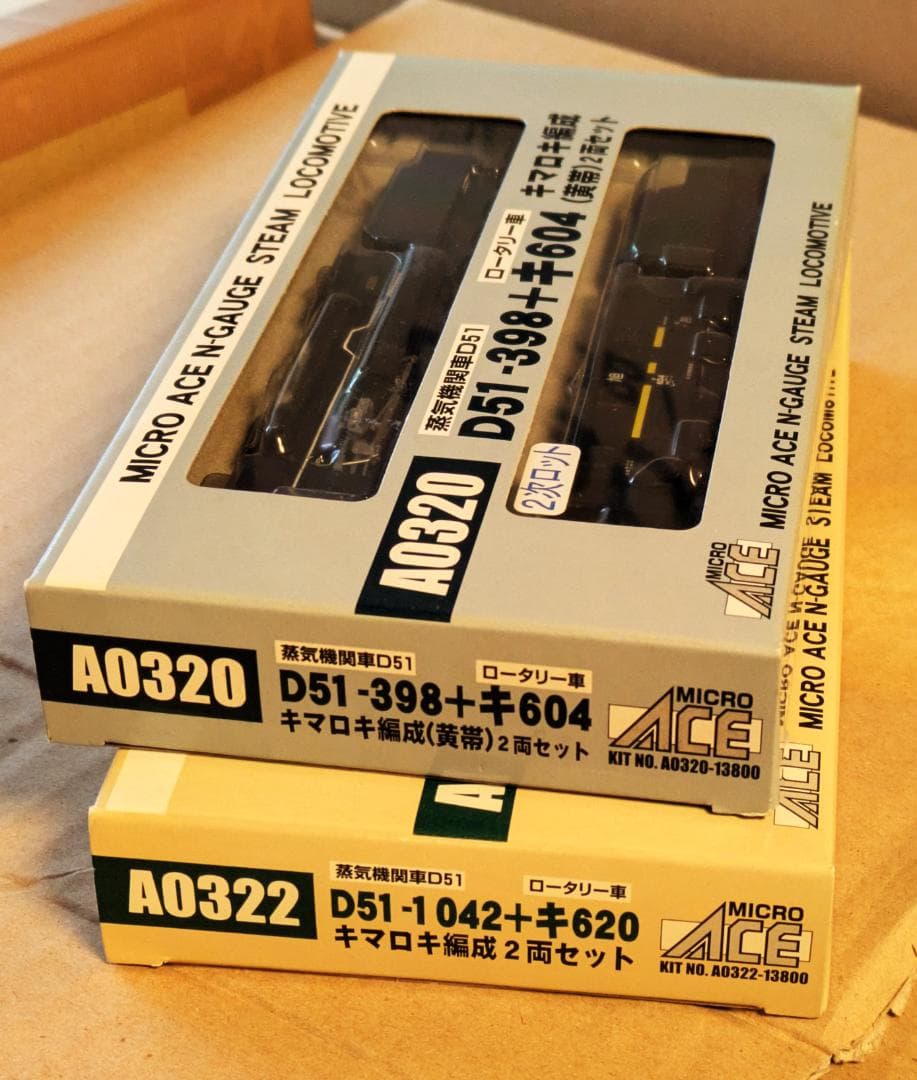 MICRO ACE N-GAUGE STEAM LOCOMOTIVE
蒸気機関車D51
ロータリー車
D51-398+キ604
キマロキ編成
(黄帯)2両セット
A0320
2次ロット
MICRO ACE N-GAUGE STEAM LOCOMOTIVE
MICRO
ACE
A0320
蒸気機関車D51
ロータリー車
D51-398+キ604
キマロキ編成(黄帯)2両セット
MICRO
ACE
KIT NO. A0320-13800
MICRO ACE N-GAUGE STEAM LOCOMOTIVE
ACE
A0322
蒸気機関車D51
ロータリー車
D51-1042+キ620
キマロキ編成2両セット
MICRO
ACE
KIT NO. A0322-13800